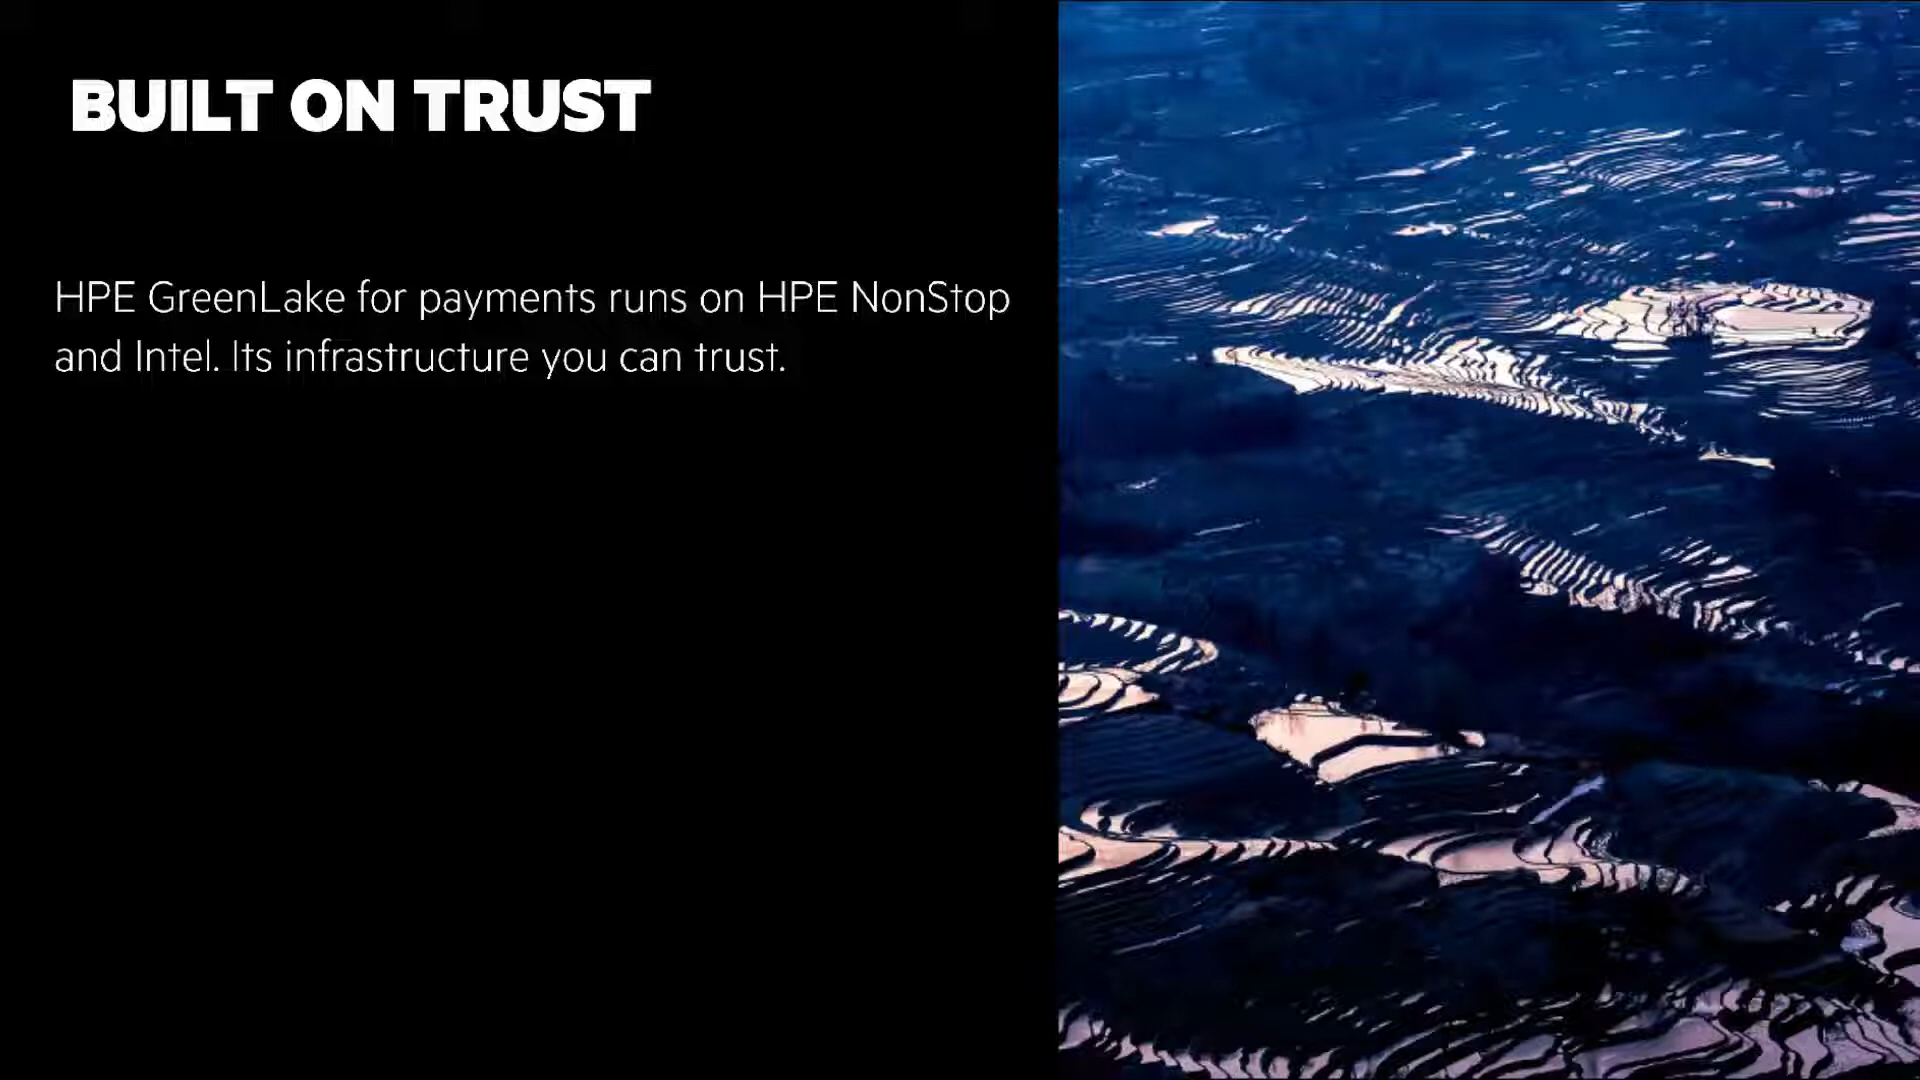 BUILT ON TRUST
HPE GreenLake for payments runs on HPE NonStop
and Intel. Its infrastructure you can trust.